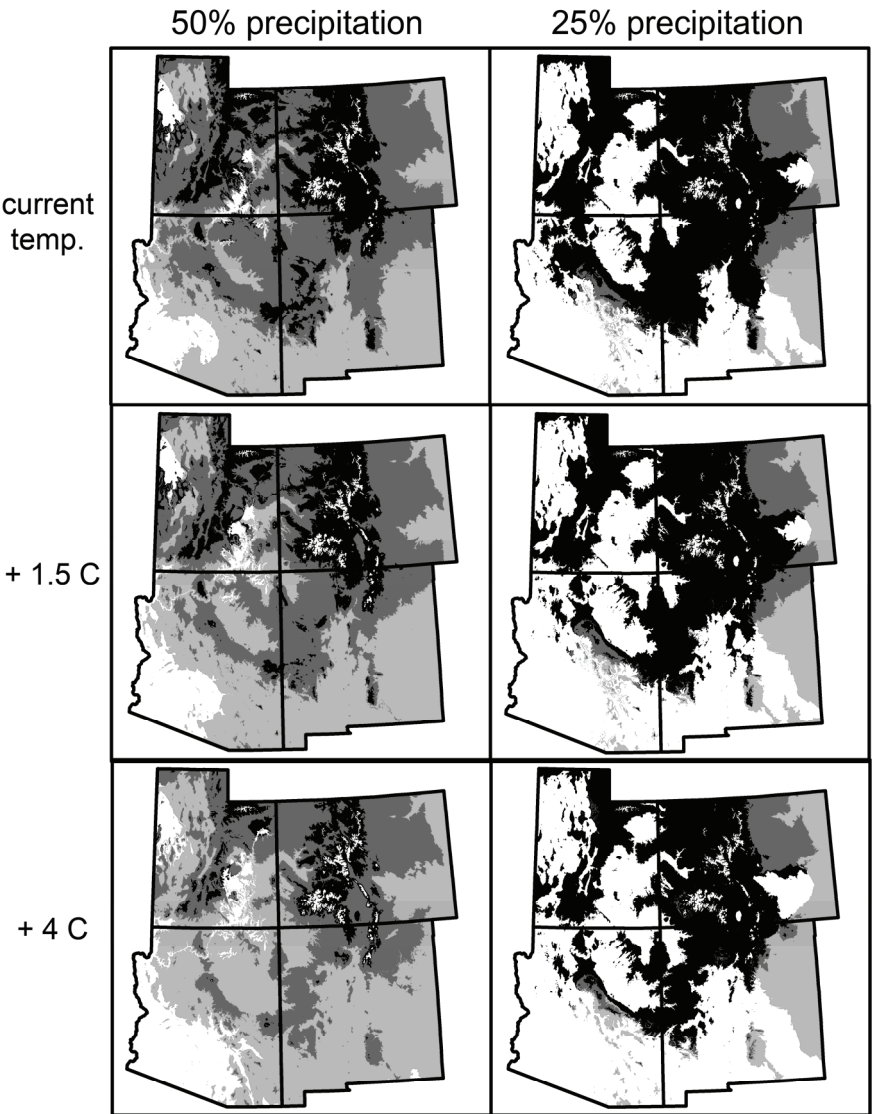 50% precipitation
25% precipitation
current
temp.
+ 1.5 C
+ 4 C